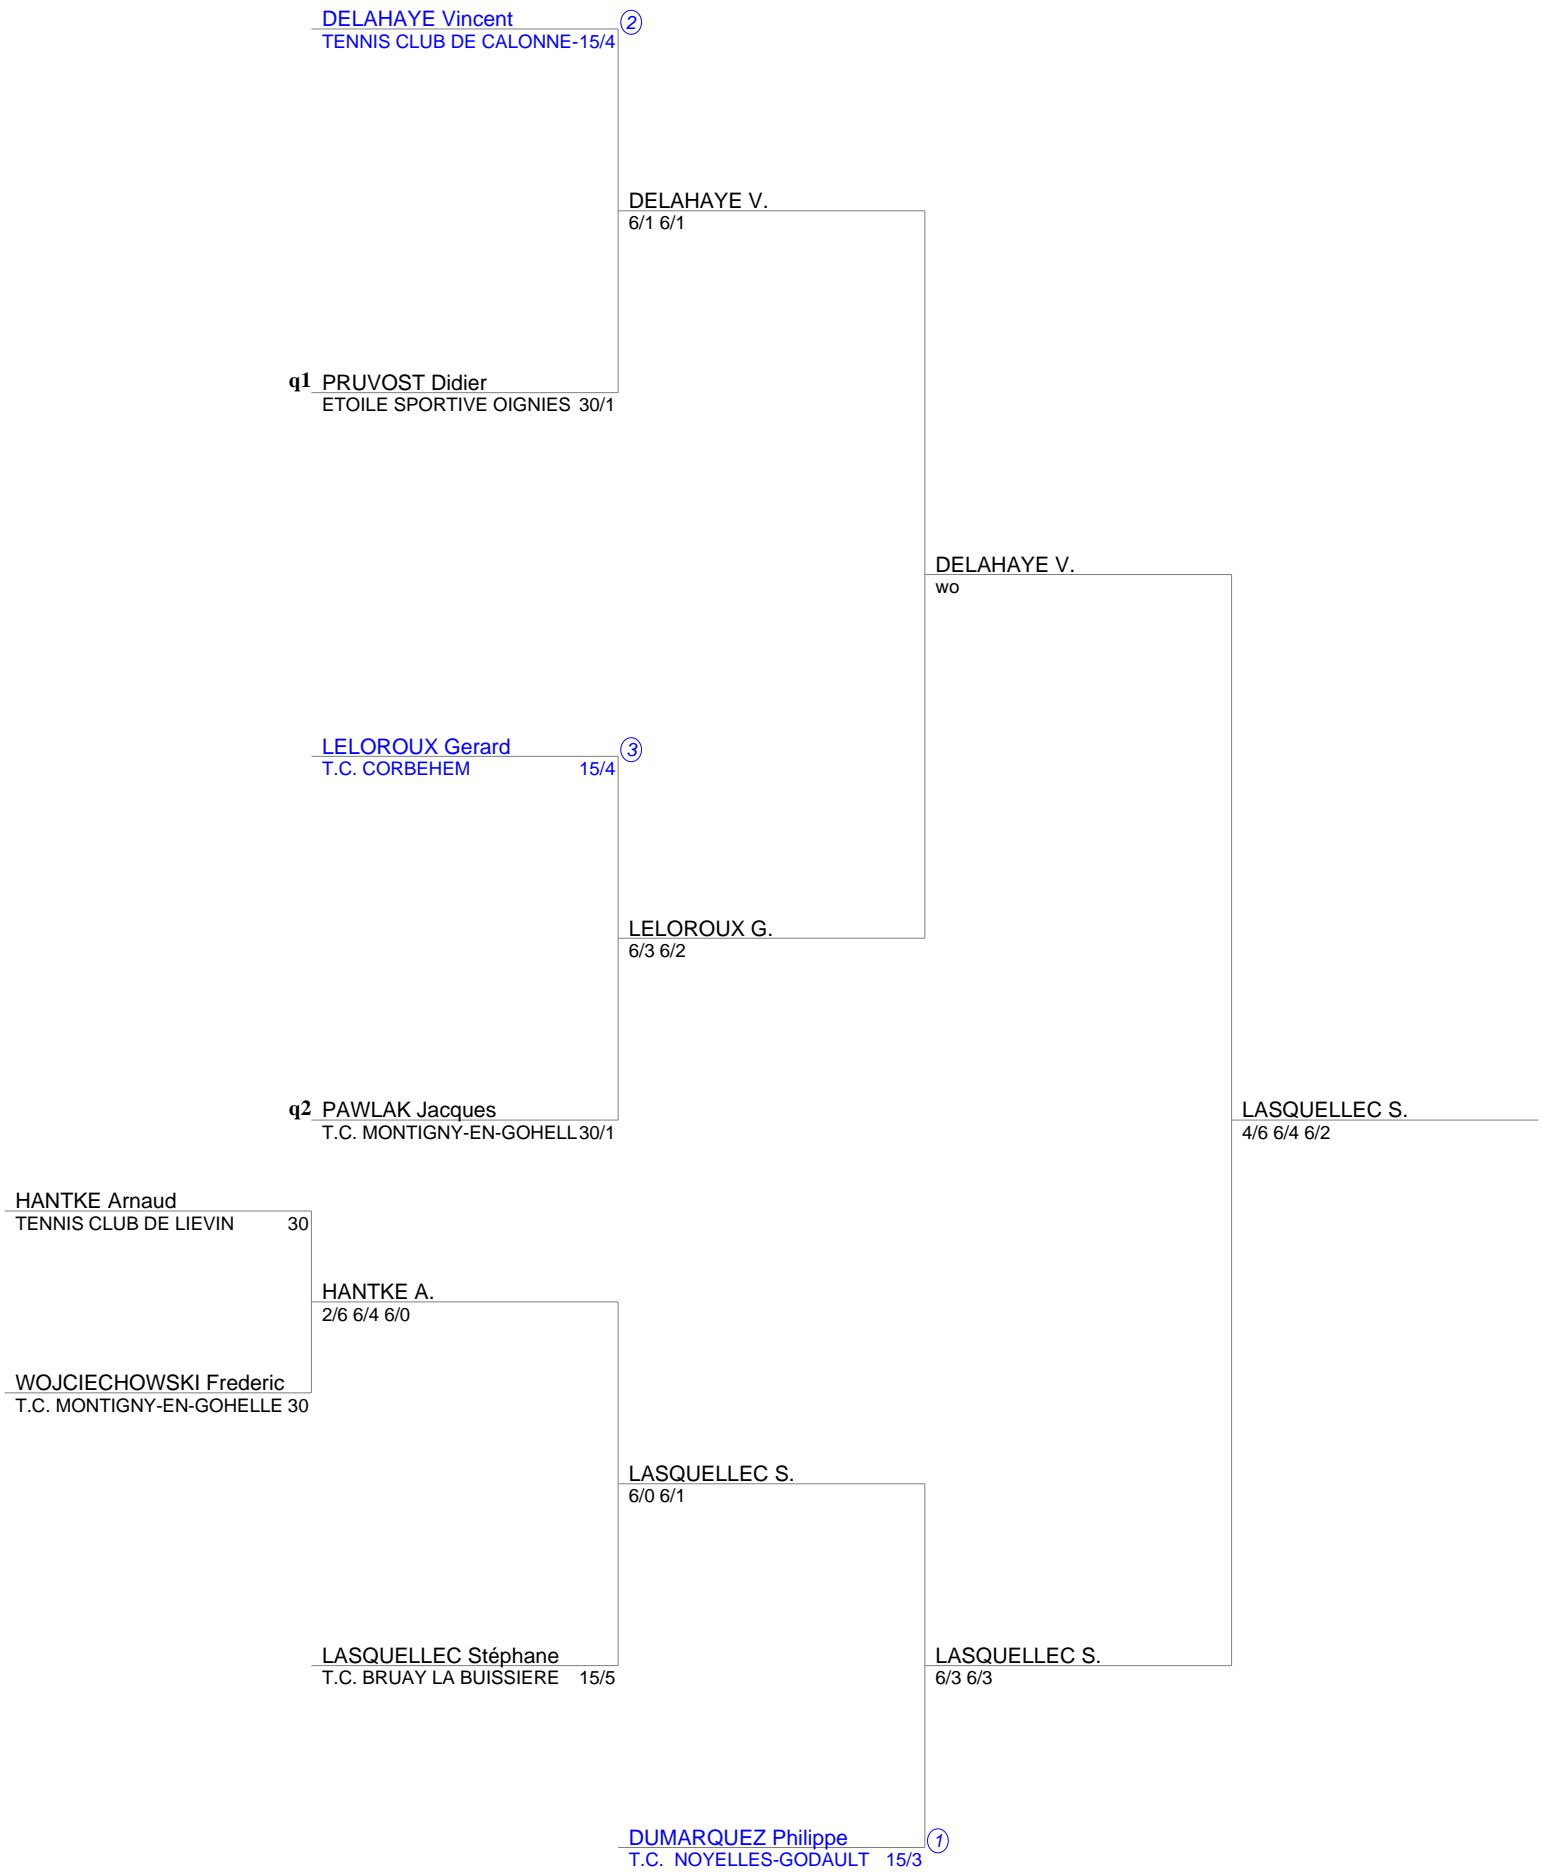 DELAHAYE Vincent 2
TENNIS CLUB DE CALONNE-15/4
DELAHAYE V.
6/1 6/1
q1 PRUVOST Didier
ETOILE SPORTIVE OIGNIES 30/1
DELAHAYE V.
wo
LELOROUX Gerard 3
T.C. CORBEHEM 15/4
LELOROUX G.
6/3 6/2
q2 PAWLAK Jacques
T.C. MONTIGNY-EN-GOHELL 30/1
LASQUELLEC S.
4/6 6/4 6/2
HANTKE Arnaud
TENNIS CLUB DE LIEVIN 30
HANTKE A.
2/6 6/4 6/0
WOJCIECHOWSKI Frederic
T.C. MONTIGNY-EN-GOHELLE 30
LASQUELLEC S.
6/0 6/1
LASQUELLEC Stéphane
T.C. BRUAY LA BUISSIERE 15/5
LASQUELLEC S.
6/3 6/3
DUMARQUEZ Philippe 1
T.C. NOYELLES-GODAULT 15/3